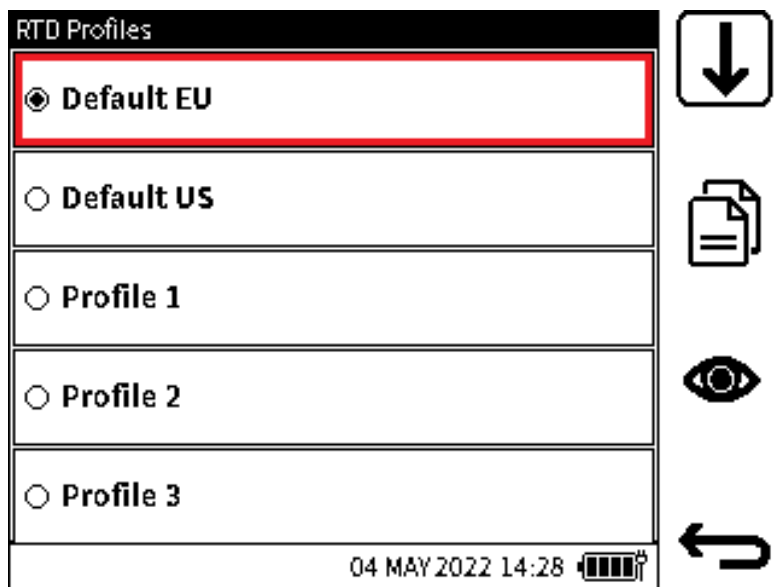 RTD Profiles
Default EU
Default US
Profile 1
Profile 2
Profile 3
04 MAY 2022 14:28